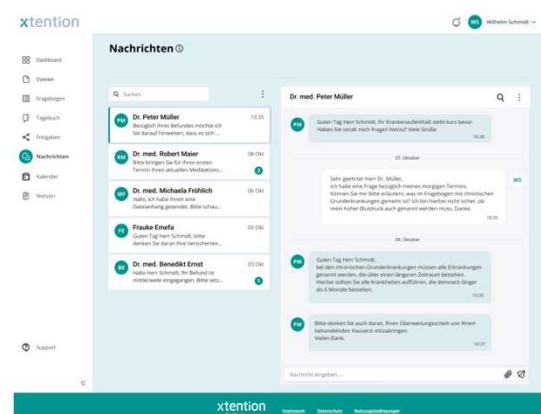 xtention
WS Wilhelm Schmidt
Nachrichten
Dashboard
Dateien
Fragebögen
Tagebuch
Freigaben
Nachrichten
Kalender
Notizen
Support
Suchen
PM Dr. Peter Müller 10:35
Bezüglich Ihres Befundes möchte ich
Sie darauf hinweisen, dass es sich ...
RM Dr. med. Robert Maier 08 Okt
Bitte bringen Sie für Ihren ersten
Termin Ihren aktuellen Medikations...
2
MF Dr. med. Michaela Fröhlich 06 Okt
Hallo, ich habe Ihnen eine
Dateianhang gesendet. Bitte schau...
FE Frauke Emefa 05 Okt
Guten Tag Herr Schmidt, bitte
denken Sie daran Ihre Versicherten...
BE Dr. med. Benedikt Ernst 03 Okt
Hallo Herr Schmidt, Ihr Befund ist
mittlerweile eingegangen. Bitte setz...
1
Dr. med. Peter Müller
PM Guten Tag Herr Schmidt, Ihr Krankenaufenthalt steht kurz bevor.
Haben Sie vorab noch Fragen hierzu? Viele Grüße
07. Oktober
Sehr geehrter Herr Dr. Müller, WS
ich habe eine Frage bezüglich meines morgigen Termins.
Können Sie mir bitte erläutern, was im Fragebogen mit chronischen
Grunderkrankungen gemeint ist? Ich bin hierbei nicht sicher, ob
mein hoher Blutdruck auch genannt werden muss. Danke.
08. Oktober
PM Guten Tag Herr Schmidt,
bei den chronischen Grunderkrankungen müssen alle Erkrankungen
genannt werden, die über einen längeren Zeitraum bestehen.
Hierbei sollten Sie alle Krankheiten aufführen, die demnach länger
als 6 Monate bestehen.
10:35
PM Bitte denken Sie auch daran, Ihren Überweisungsschein von Ihrem
behandelnden Hausarzt mitzubringen.
Vielen Dank.
10:37
Nachricht eingeben ...
xtention Impressum Datenschutz Nutzungsbedingungen